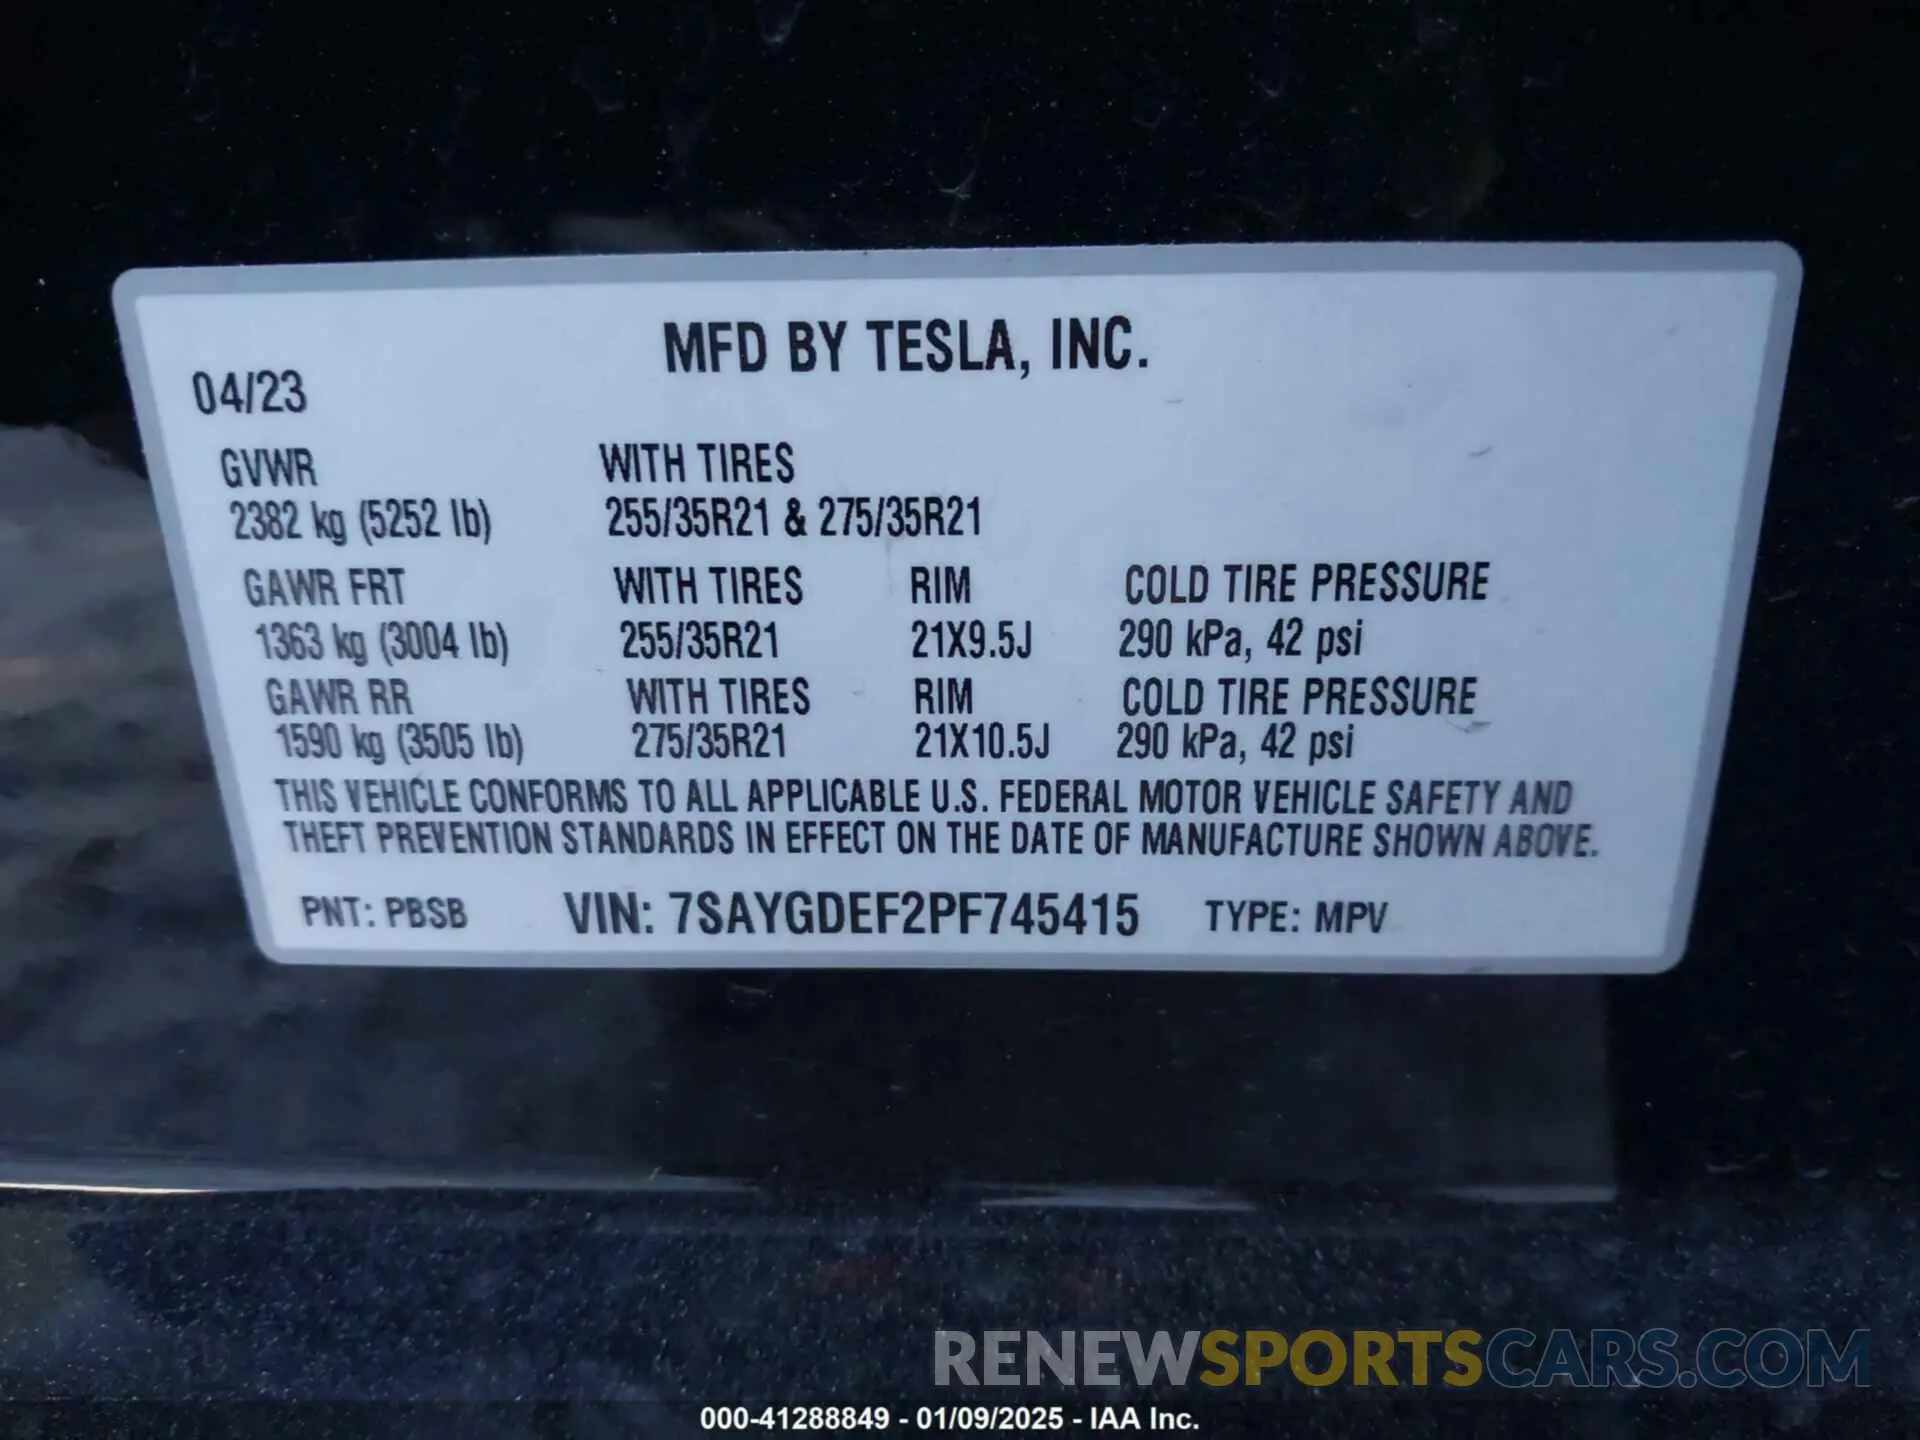 MFD BY TESLA, INC.
04/23
GVWR WITH TIRES
2382 kg (5252 lb) 255/35R21 & 275/35R21
GAWR FRT WITH TIRES RIM COLD TIRE PRESSURE
1363 kg (3004 lb) 255/35R21 21X9.5J 290 kPa, 42 psi
GAWR RR WITH TIRES RIM COLD TIRE PRESSURE
1590 kg (3505 lb) 275/35R21 21X10.5J 290 kPa, 42 psi
THIS VEHICLE CONFORMS TO ALL APPLICABLE U.S. FEDERAL MOTOR VEHICLE SAFETY AND
THEFT PREVENTION STANDARDS IN EFFECT ON THE DATE OF MANUFACTURE SHOWN ABOVE.
PNT: PBSB VIN: 7SAYGDEF2PF745415 TYPE: MPV
RENEWSPORTSCARS.COM
000-41288849 - 01/09/2025 - IAA Inc.